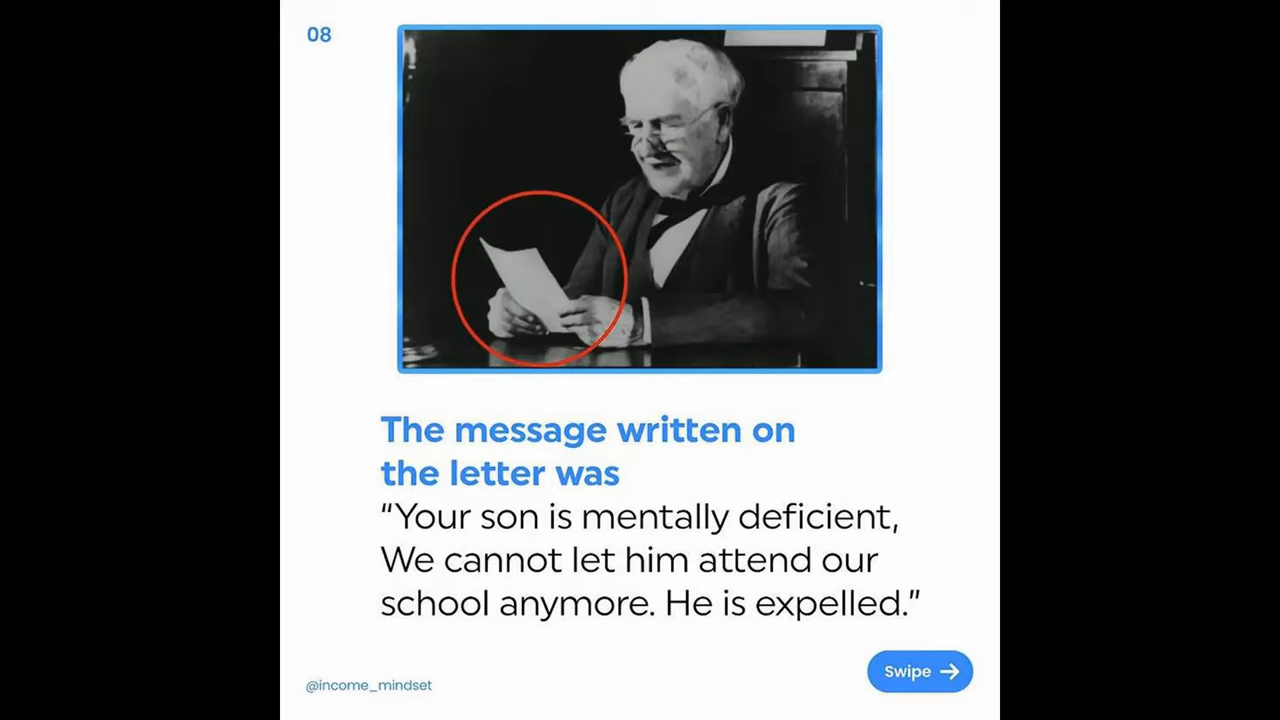 08
The message written on
the letter was
“Your son is mentally deficient,
We cannot let him attend our
school anymore. He is expelled.”
Swipe →
@income_mindset